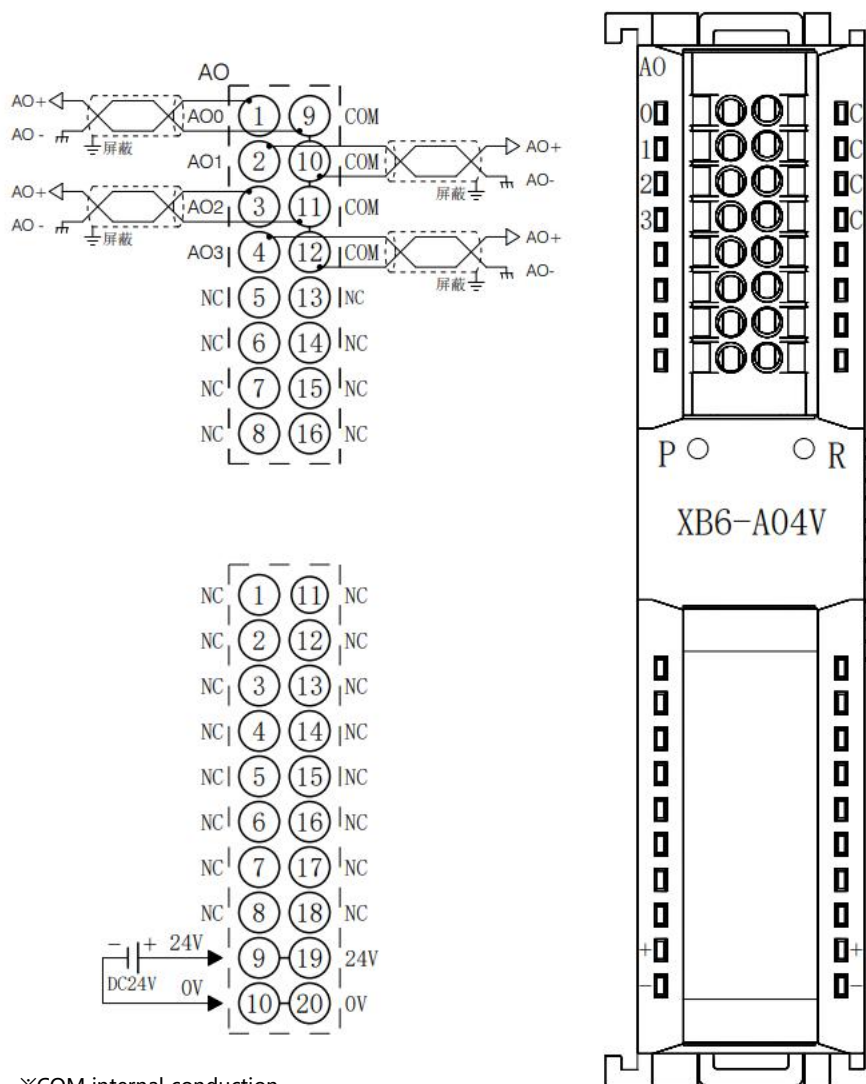 AO
AO+ AO0 1 9 COM
AO- 屏蔽
AO1 2 10 COM AO+
屏蔽 AO-
AO+ AO2 3 11 COM
AO- 屏蔽
AO3 4 12 COM AO+
屏蔽 AO-
NC 5 13 NC
NC 6 14 NC
NC 7 15 NC
NC 8 16 NC
NC 1 11 NC
NC 2 12 NC
NC 3 13 NC
NC 4 14 NC
NC 5 15 NC
NC 6 16 NC
NC 7 17 NC
NC 8 18 NC
- + 24V 9 19 24V
DC24V 0V 10 20 0V
※COM internal conduction
AO
0 C
1 C
2 C
3 C
P R
XB6-A04V
+ +
- -